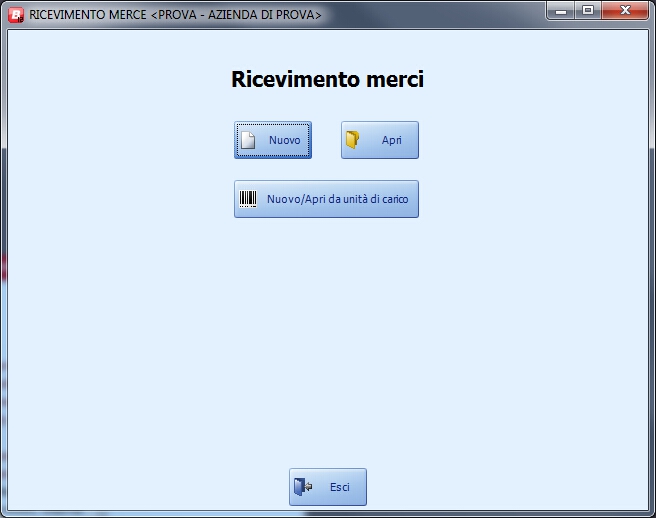 RICEVIMENTO MERCE <PROVA - AZIENDA DI PROVA>
Ricevimento merci
Nuovo
Apri
Nuovo/Apri da unità di carico
Esci